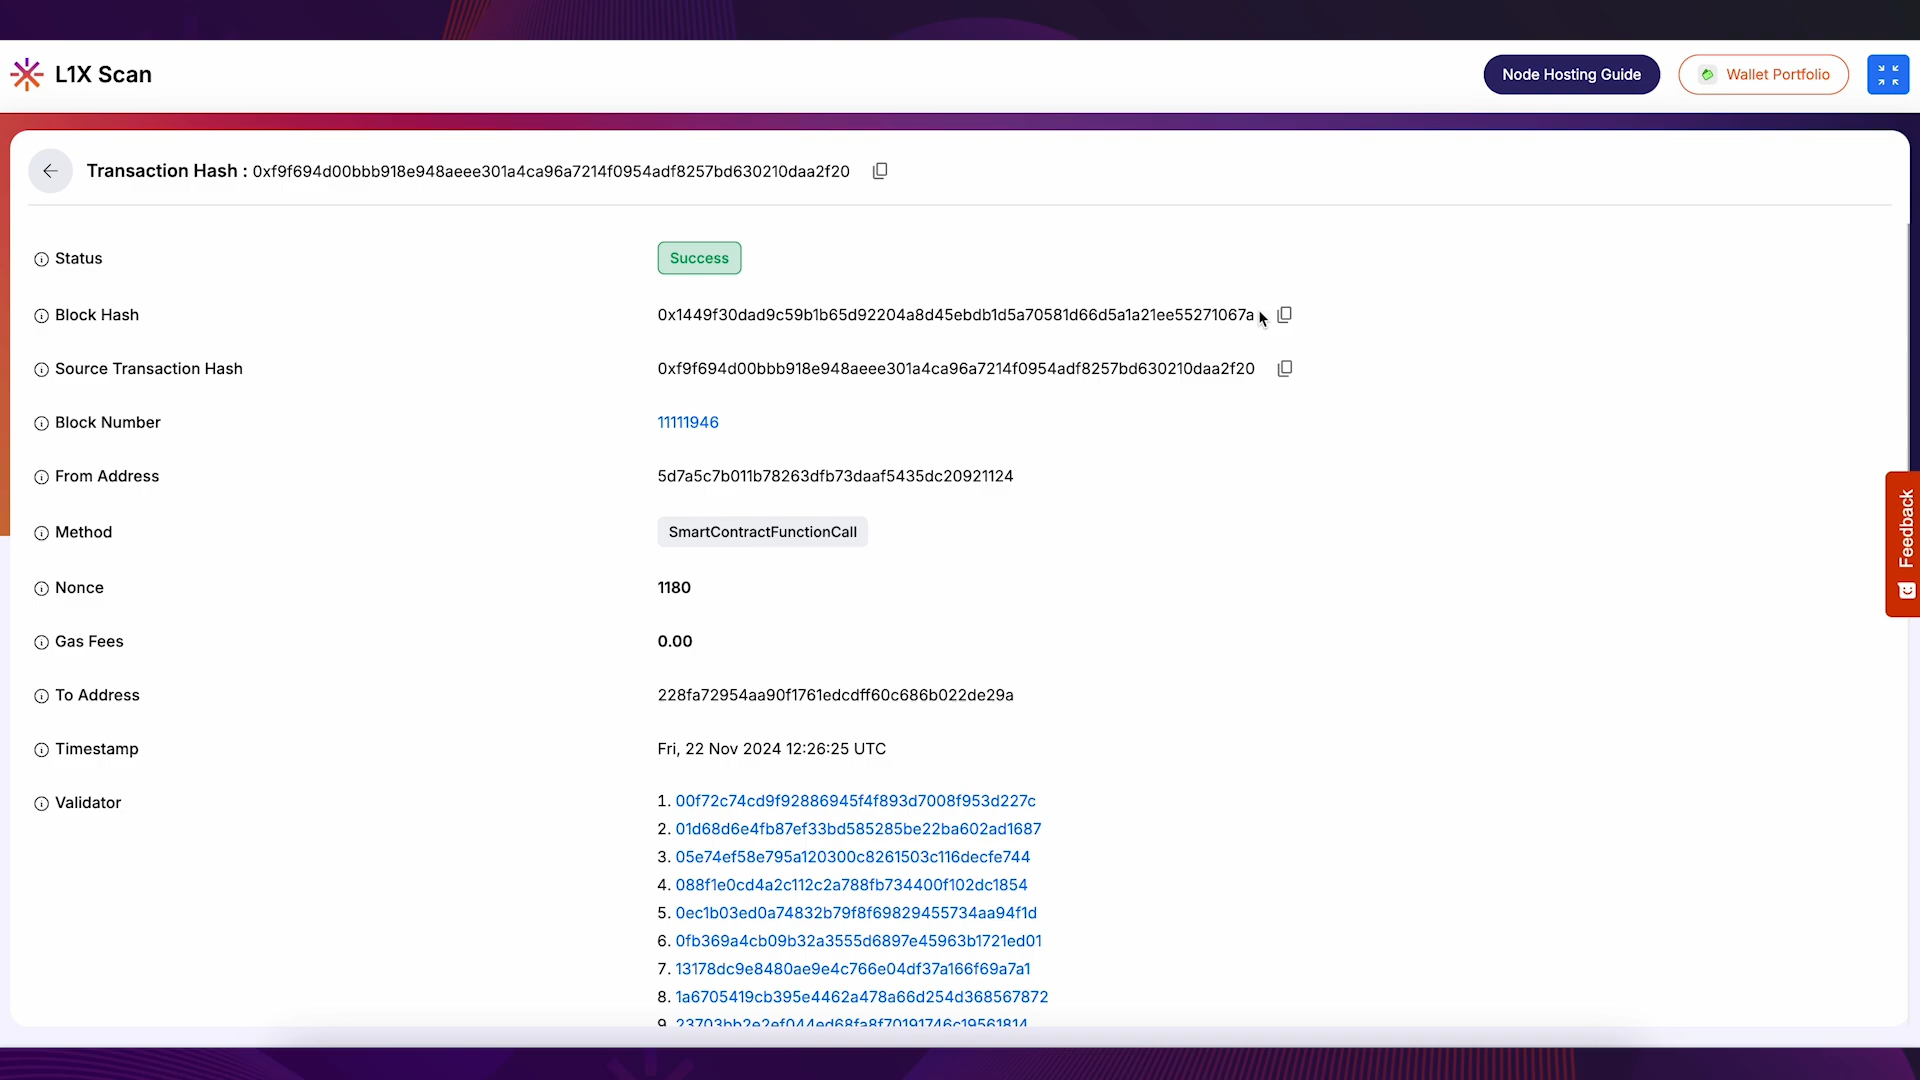 L1X Scan
Node Hosting Guide
Wallet Portfolio
Transaction Hash : 0xf9f694d00bbb918e948aeee301a4ca96a7214f0954adf8257bd630210daa2f20
Status
Success
Block Hash
0x1449f30dad9c59b1b65d92204a8d45ebdb1d5a70581d66d5a1a21ee55271067a
Source Transaction Hash
0xf9f694d00bbb918e948aeee301a4ca96a7214f0954adf8257bd630210daa2f20
Block Number
11111946
From Address
5d7a5c7b011b78263dfb73daaf5435dc20921124
Method
SmartContractFunctionCall
Nonce
1180
Gas Fees
0.00
To Address
228fa72954aa90f1761edcdff60c686b022de29a
Timestamp
Fri, 22 Nov 2024 12:26:25 UTC
Validator
1. 00f72c74cd9f92886945f4f893d7008f953d227c
2. 01d68d6e4fb87ef33bd585285be22ba602ad1687
3. 05e74ef58e795a120300c8261503c116decfe744
4. 088f1e0cd4a2c112c2a788fb734400f102dc1854
5. 0ec1b03ed0a74832b79f8f69829455734aa94f1d
6. 0fb369a4cb09b32a3555d6897e45963b1721ed01
7. 13178dc9e8480ae9e4c766e04df37a166f69a7a1
8. 1a6705419cb395e4462a478a66d254d368567872
9. 23703bb2e2ef044ed68fa8f70191746c19561814
Feedback